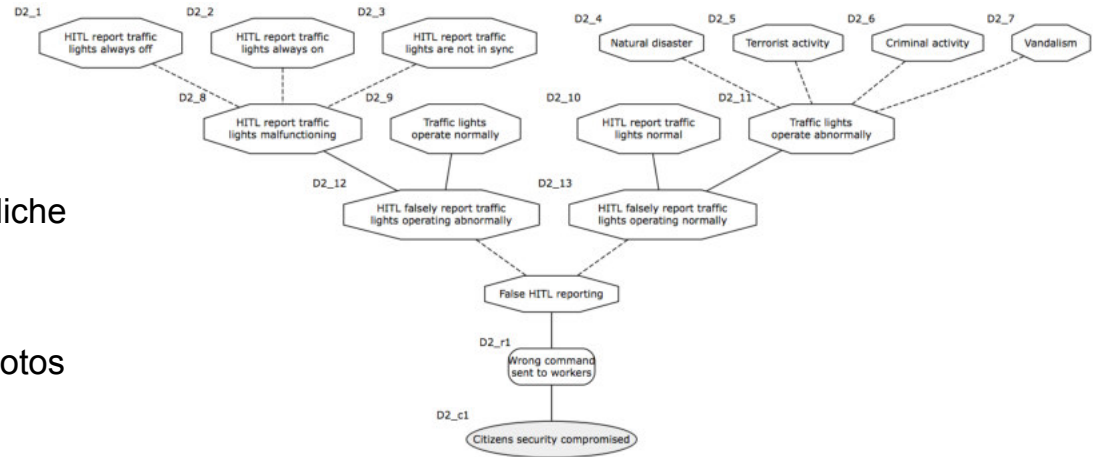 D2_1
D2_2
D2_3
D2_4
D2_5
D2_6
D2_7
HITL report traffic
lights always off
HITL report traffic
lights always on
HITL report traffic
lights are not in sync
Natural disaster
Terrorist activity
Criminal activity
Vandalism
D2_8
D2_9
D2_10
D2_11
HITL report traffic
lights malfunctioning
Traffic lights
operate normally
HITL report traffic
lights normal
Traffic lights
operate abnormally
D2_12
D2_13
HITL falsely report traffic
lights operating abnormally
HITL falsely report traffic
lights operating normally
liche
False HITL reporting
D2_r1
Wrong command
sent to workers
otos
D2_c1
Citizens security compromised